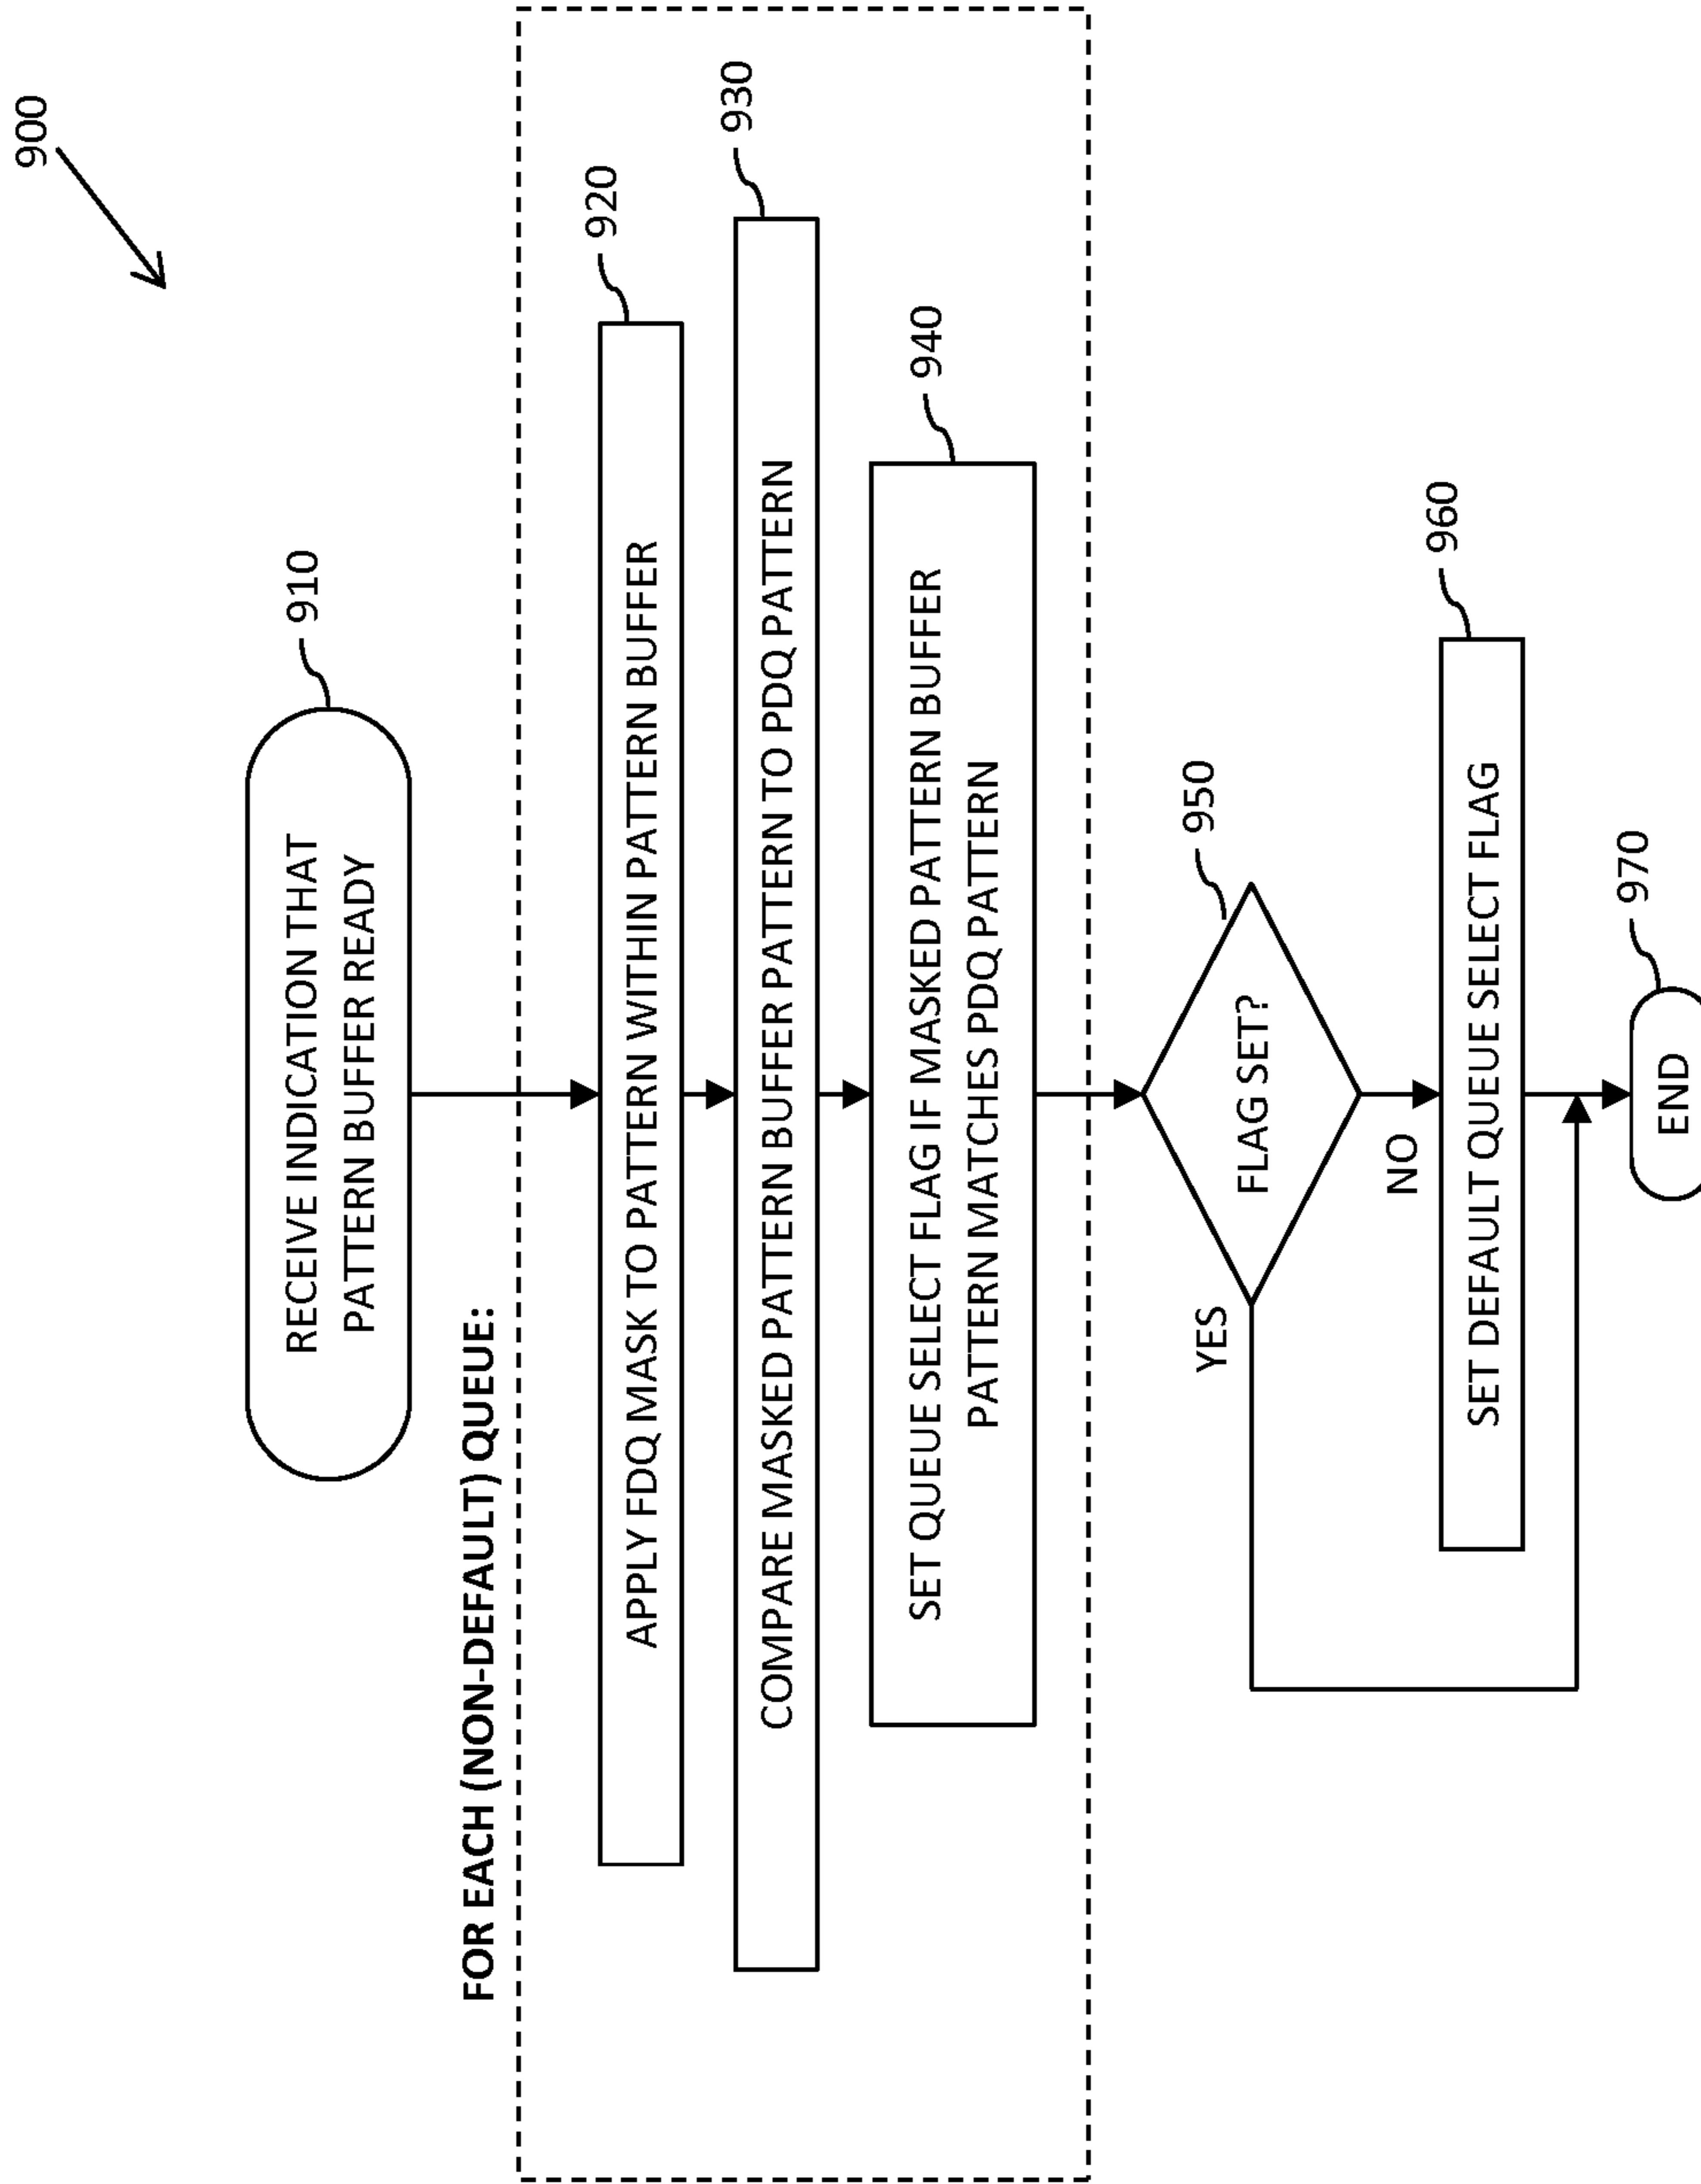 900
RECEIVE INDICATION THAT
PATTERN BUFFER READY
910
FOR EACH (NON-DEFAULT) QUEUE:
APPLY FDQ MASK TO PATTERN WITHIN PATTERN BUFFER
920
COMPARE MASKED PATTERN BUFFER PATTERN TO PDQ PATTERN
930
SET QUEUE SELECT FLAG IF MASKED PATTERN BUFFER
PATTERN MATCHES PDQ PATTERN
940
FLAG SET?
950
YES
NO
SET DEFAULT QUEUE SELECT FLAG
960
END
970